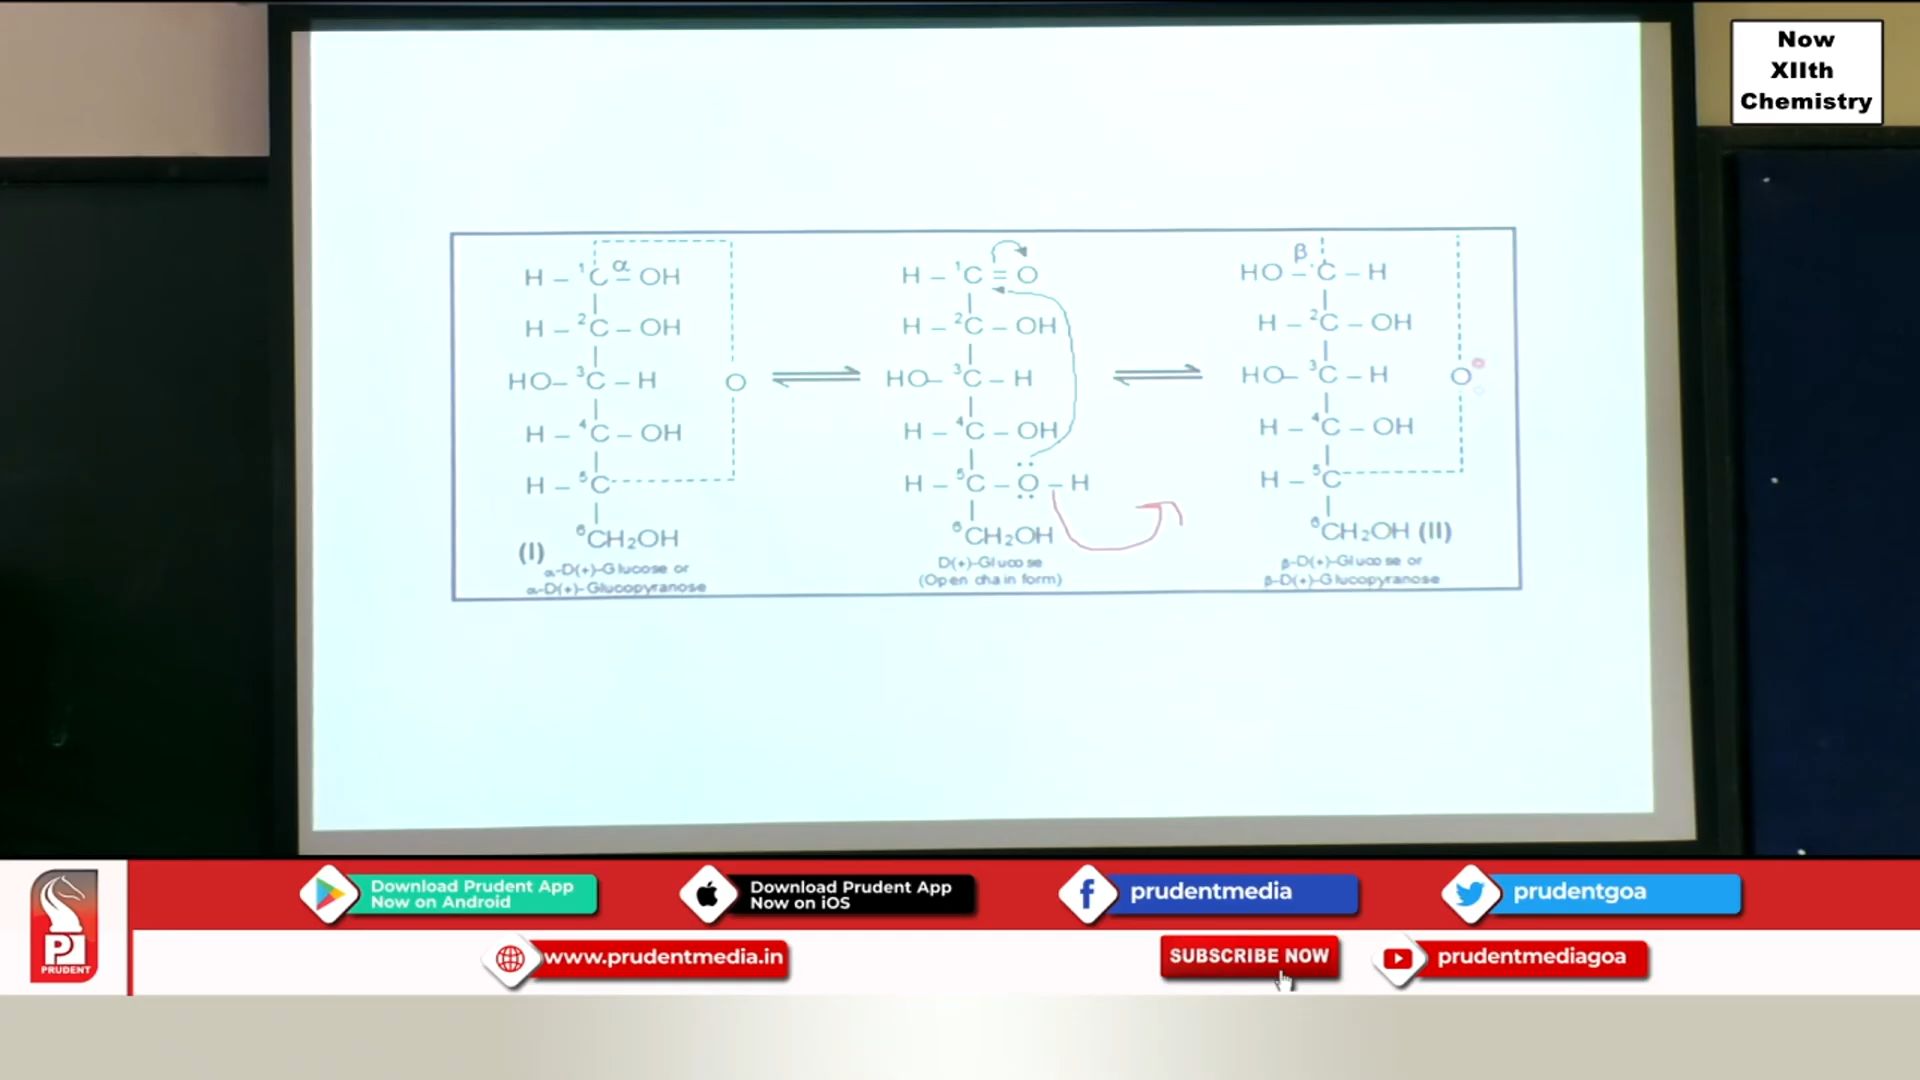 Now
XIIth
Chemistry
H – ¹C α – OH
H – ²C – OH
HO – ³C – H
O
H – ⁴C – OH
H – ⁵C
⁶CH₂OH
(I)
α-D(+)-Glucose or
α-D(+)-Glucopyranose
H – ¹C = O
H – ²C – OH
HO – ³C – H
H – ⁴C – OH
H – ⁵C – O – H
⁶CH₂OH
D(+)-Glucose
(Open chain form)
β
HO – C – H
H – ²C – OH
HO – ³C – H
O
H – ⁴C – OH
H – ⁵C
⁶CH₂OH (II)
β-D(+)-Glucose or
β-D(+)-Glucopyranose
PRUDENT
Download Prudent App
Now on Android
Download Prudent App
Now on iOS
prudentmedia
prudentgoa
www.prudentmedia.in
SUBSCRIBE NOW
prudentmediagoa